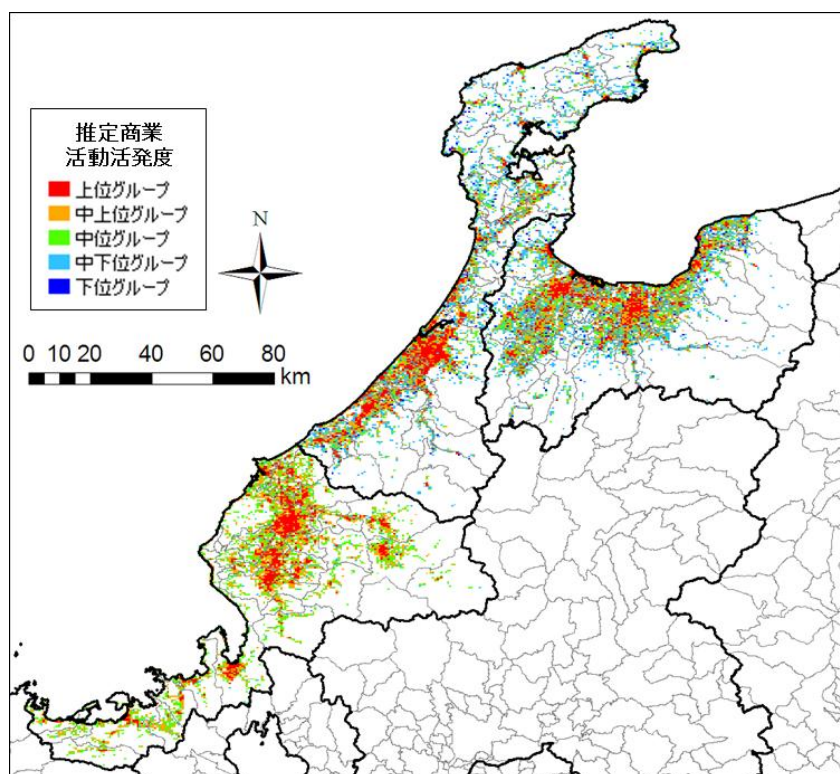 推定商業
活動活発度
上位グループ
中上位グループ
中位グループ
中下位グループ
下位グループ
N
0 10 20 40 60 80
km